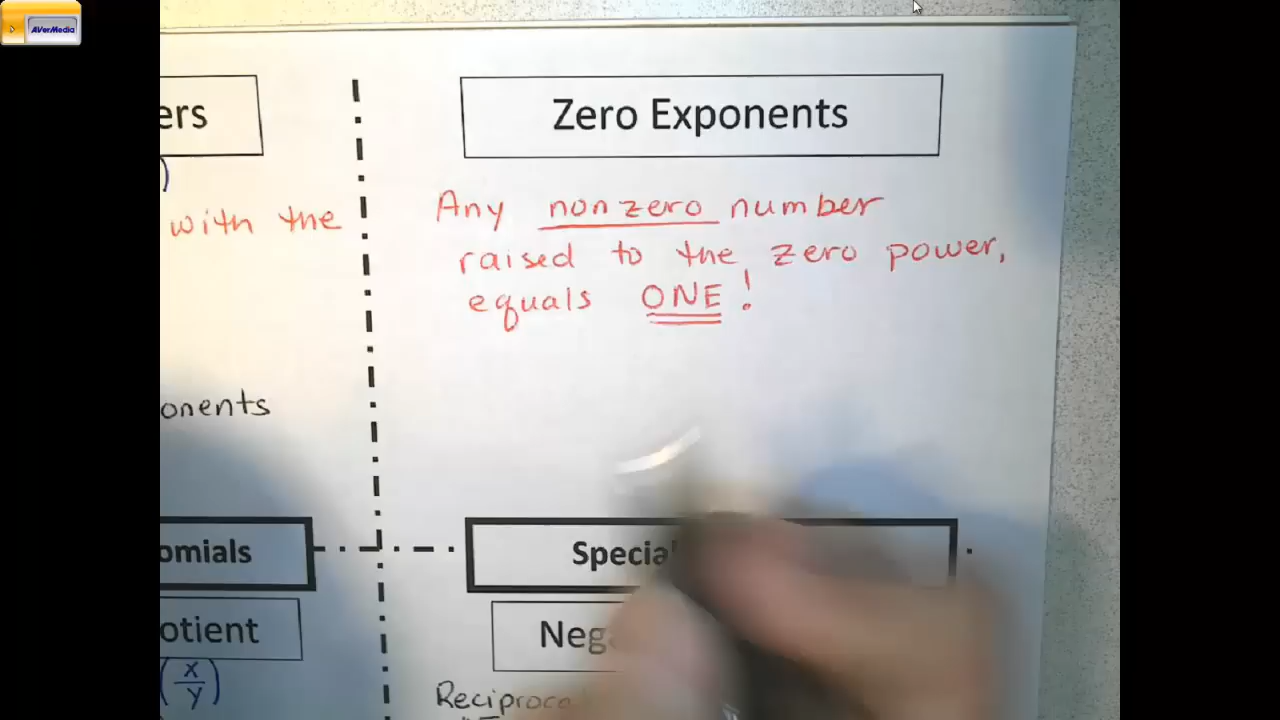 AVerMedia
ers
Zero Exponents
)
with the
Any nonzero number
raised to the zero power,
equals ONE!
onents
omials
Specia
otient
Neg
(x/y)
Reciproc